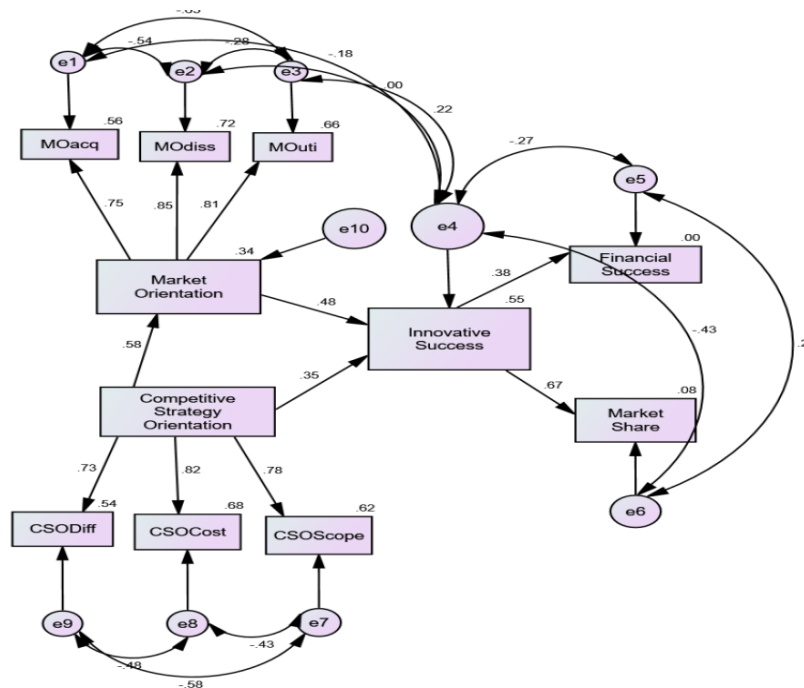 -.54
-.28
-.18
e1
e2
e3
.00
.22
.56
.72
.66
MOacq
MOdiss
MOuti
-.27
e5
.75
.85
.81
e10
e4
.34
.00
Financial
Success
Market
Orientation
.38
.48
.55
Innovative
Success
.58
-.43
.35
.67
.08
Competitive
Strategy
Orientation
Market
Share
.73
.82
.78
e6
.54
.68
.62
CSODiff
CSOCost
CSOScope
e9
e8
e7
-.48
-.43
-.58